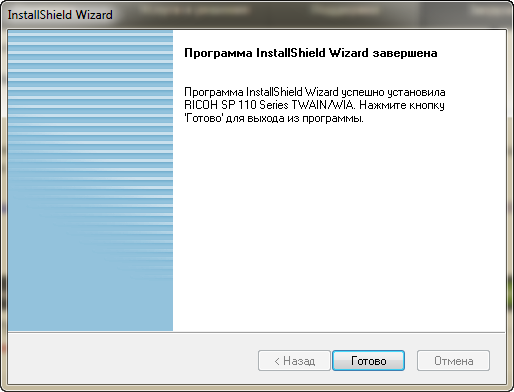 InstallShield Wizard
Программа InstallShield Wizard завершена
Программа InstallShield Wizard успешно установила
RICOH SP 110 Series TWAIN/WIA. Нажмите кнопку
'Готово' для выхода из программы.
< Назад
Готово
Отмена